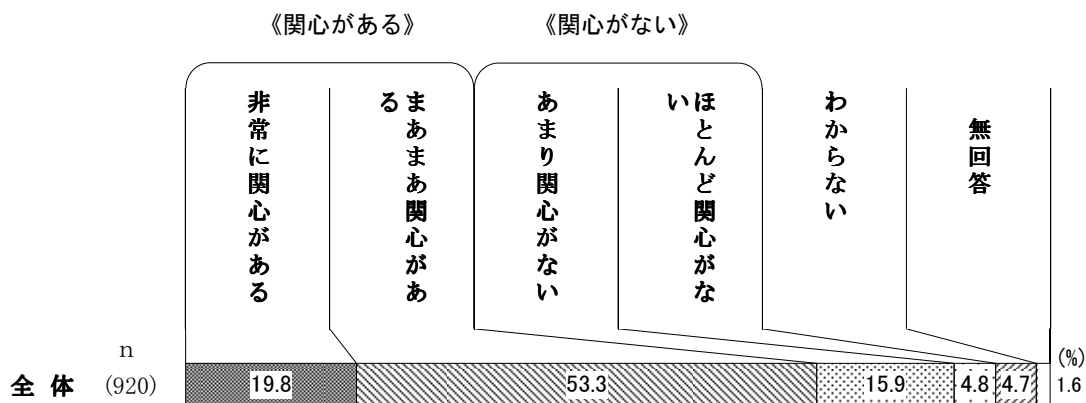 《関心がある》 《関心がない》
非常に関心がある
まあまあ関心があ
る
あまり関心がない
ほとんど関心がな
い
わからない
無回答
n
(%)
全 体 (920) 19.8 53.3 15.9 4.8 4.7 1.6